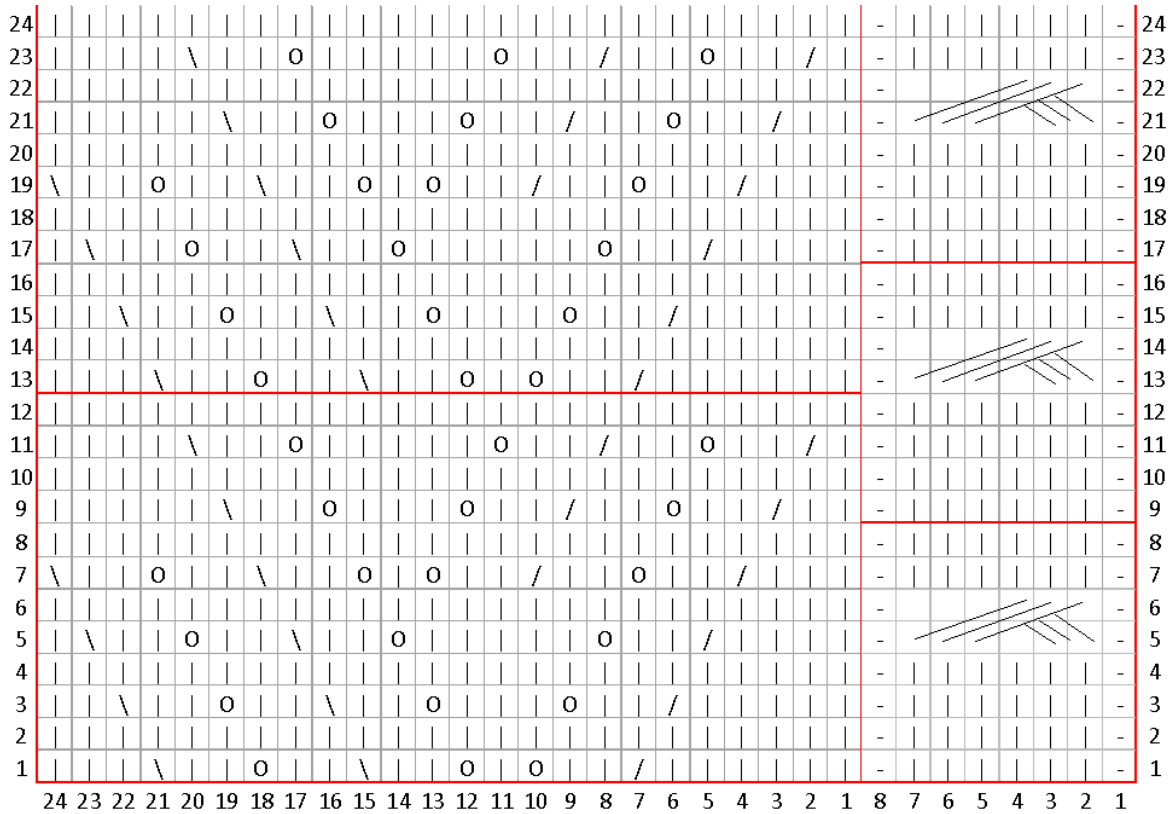 24 | | | | | | | | | | | | | | | | | | | | | | | | - | | | | | | - 24
23 | | | | \ | | O | | | | | O | | / | | O | | / | - | | | | | | - 23
22 | | | | | | | | | | | | | | | | | | | | | | | | - - 22
21 | | | | | \ | | O | | | O | | / | | O | | / | | - - 21
20 | | | | | | | | | | | | | | | | | | | | | | | | - | | | | | | - 20
19 \ | | O | | \ | | O | O | | / | | O | | / | | | - | | | | | | - 19
18 | | | | | | | | | | | | | | | | | | | | | | | | - | | | | | | - 18
17 | \ | | O | | \ | | O | | | | | O | | / | | | | - | | | | | | - 17
16 | | | | | | | | | | | | | | | | | | | | | | | | - | | | | | | - 16
15 | | \ | | O | | \ | | O | | | O | | / | | | | | - | | | | | | - 15
14 | | | | | | | | | | | | | | | | | | | | | | | | - - 14
13 | | | \ | | O | | \ | | O | O | | / | | | | | | - - 13
12 | | | | | | | | | | | | | | | | | | | | | | | | - | | | | | | - 12
11 | | | | \ | | O | | | | | O | | / | | O | | / | - | | | | | | - 11
10 | | | | | | | | | | | | | | | | | | | | | | | | - | | | | | | - 10
9 | | | | | \ | | O | | | O | | / | | O | | / | | - | | | | | | - 9
8 | | | | | | | | | | | | | | | | | | | | | | | | - | | | | | | - 8
7 \ | | O | | \ | | O | O | | / | | O | | / | | | - | | | | | | - 7
6 | | | | | | | | | | | | | | | | | | | | | | | | - - 6
5 | \ | | O | | \ | | O | | | | | O | | / | | | | - - 5
4 | | | | | | | | | | | | | | | | | | | | | | | | - | | | | | | - 4
3 | | \ | | O | | \ | | O | | | O | | / | | | | | - | | | | | | - 3
2 | | | | | | | | | | | | | | | | | | | | | | | | - | | | | | | - 2
1 | | | \ | | O | | \ | | O | O | | / | | | | | | - | | | | | | - 1
24 23 22 21 20 19 18 17 16 15 14 13 12 11 10 9 8 7 6 5 4 3 2 1 8 7 6 5 4 3 2 1